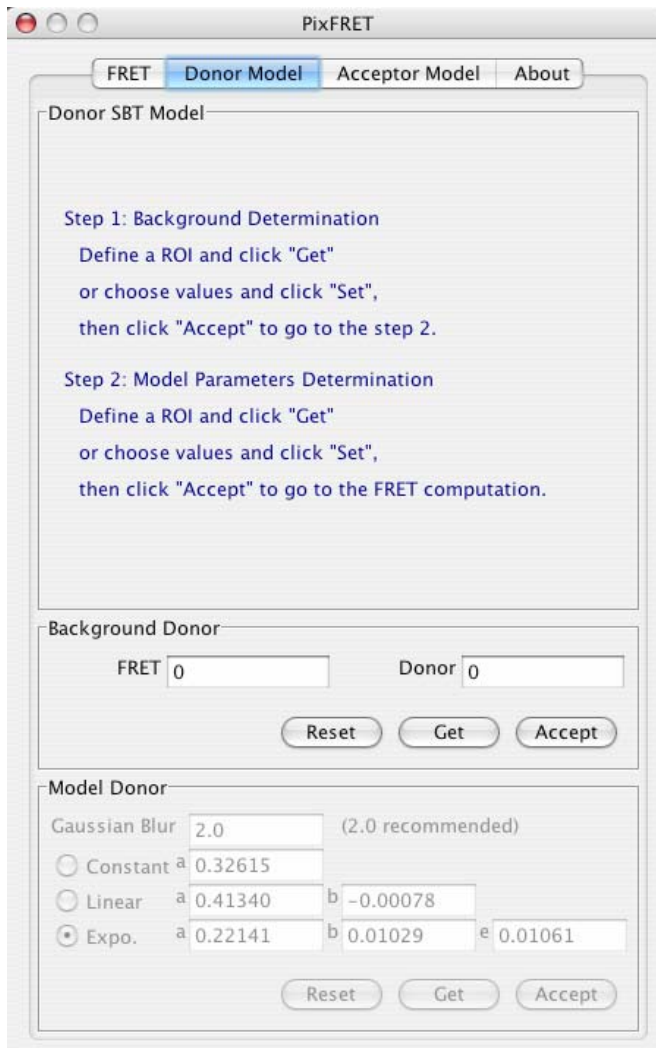 PixFRET
FRET Donor Model Acceptor Model About
Donor SBT Model
Step 1: Background Determination
Define a ROI and click "Get"
or choose values and click "Set",
then click "Accept" to go to the step 2.
Step 2: Model Parameters Determination
Define a ROI and click "Get"
or choose values and click "Set",
then click "Accept" to go to the FRET computation.
Background Donor
FRET 0 Donor 0
Reset Get Accept
Model Donor
Gaussian Blur 2.0 (2.0 recommended)
Constant a 0.32615
Linear a 0.41340 b -0.00078
Expo. a 0.22141 b 0.01029 e 0.01061
Reset Get Accept